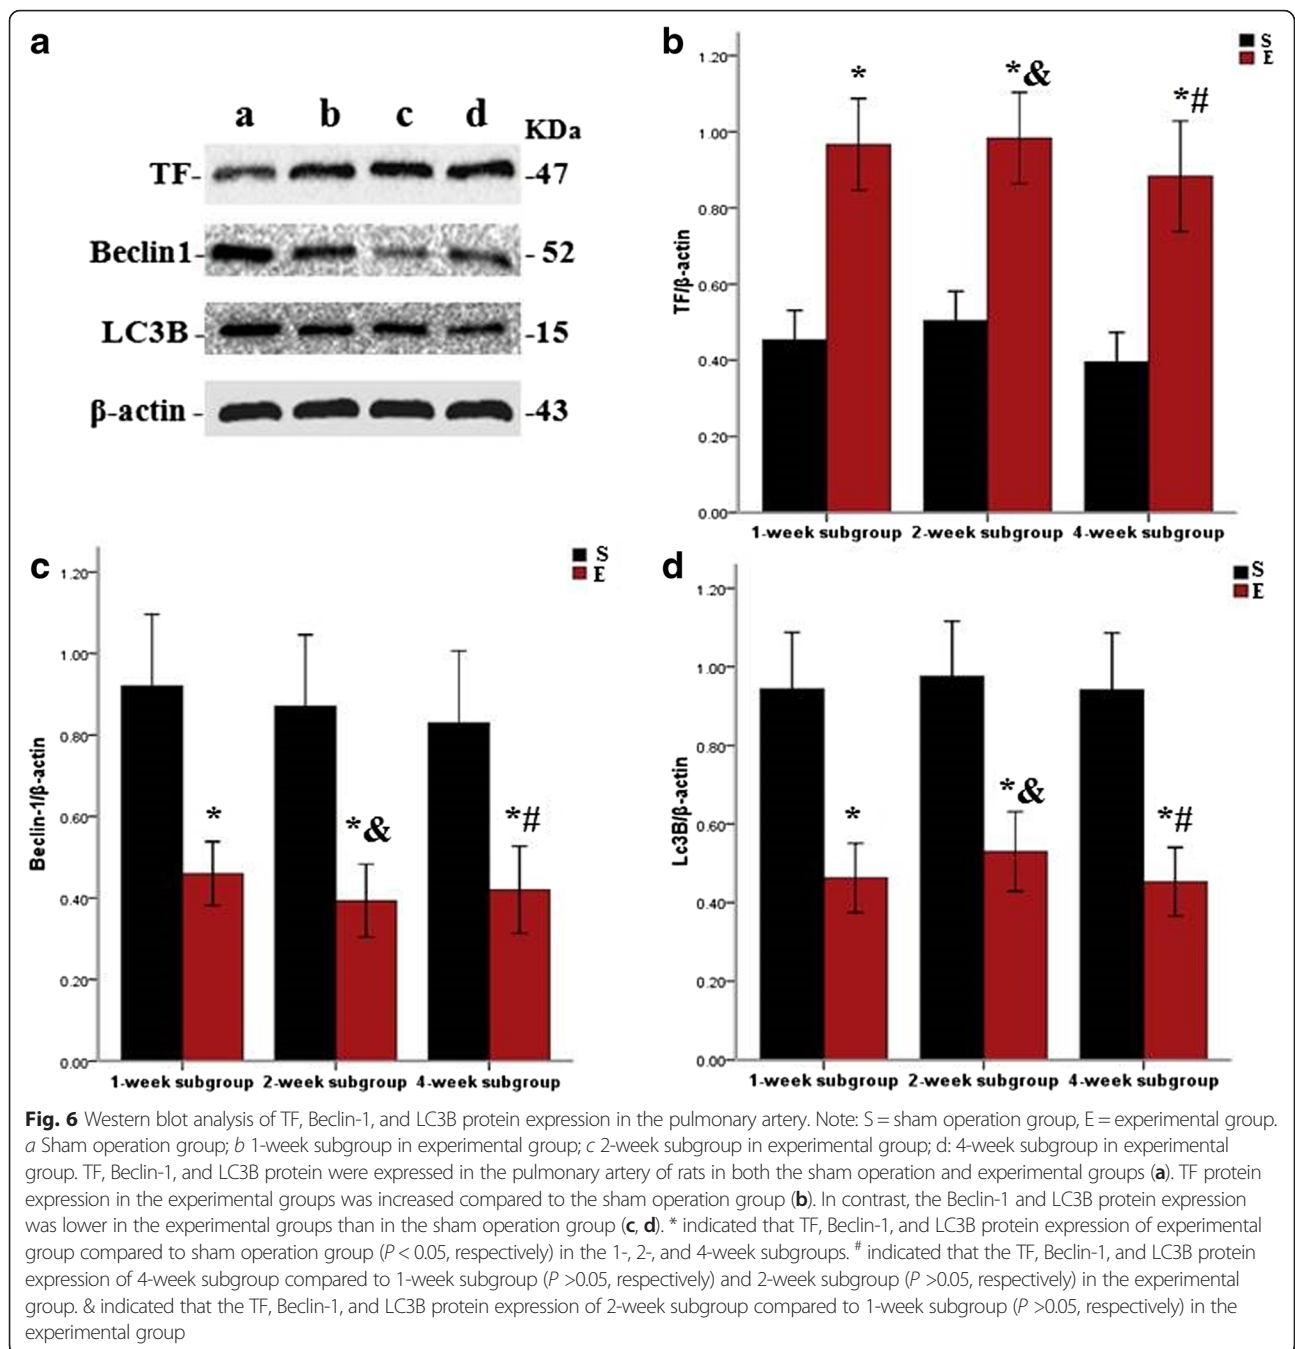 a
a b c d KDa
TF- -47
Beclin1- - 52
LC3B - -15
β-actin - -43
b
S
E
1.20
1.00
0.80
0.60
0.40
0.20
0.00
TF/β-actin
*
*&
*#
1-week subgroup 2-week subgroup 4-week subgroup
c
S
E
1.20
1.00
0.80
0.60
0.40
0.20
0.00
Beclin-1/β-actin
*
*&
*#
1-week subgroup 2-week subgroup 4-week subgroup
d
S
E
1.20
1.00
0.80
0.60
0.40
0.20
0.00
Lc3B/β-actin
*
*&
*#
1-week subgroup 2-week subgroup 4-week subgroup
Fig. 6 Western blot analysis of TF, Beclin-1, and LC3B protein expression in the pulmonary artery. Note: S = sham operation group, E = experimental group.
a Sham operation group; b 1-week subgroup in experimental group; c 2-week subgroup in experimental group; d: 4-week subgroup in experimental
group. TF, Beclin-1, and LC3B protein were expressed in the pulmonary artery of rats in both the sham operation and experimental groups (a). TF protein
expression in the experimental groups was increased compared to the sham operation group (b). In contrast, the Beclin-1 and LC3B protein expression
was lower in the experimental groups than in the sham operation group (c, d). * indicated that TF, Beclin-1, and LC3B protein expression of experimental
group compared to sham operation group (P < 0.05, respectively) in the 1-, 2-, and 4-week subgroups. # indicated that the TF, Beclin-1, and LC3B protein
expression of 4-week subgroup compared to 1-week subgroup (P >0.05, respectively) and 2-week subgroup (P >0.05, respectively) in the experimental
group. & indicated that the TF, Beclin-1, and LC3B protein expression of 2-week subgroup compared to 1-week subgroup (P >0.05, respectively) in the
experimental group